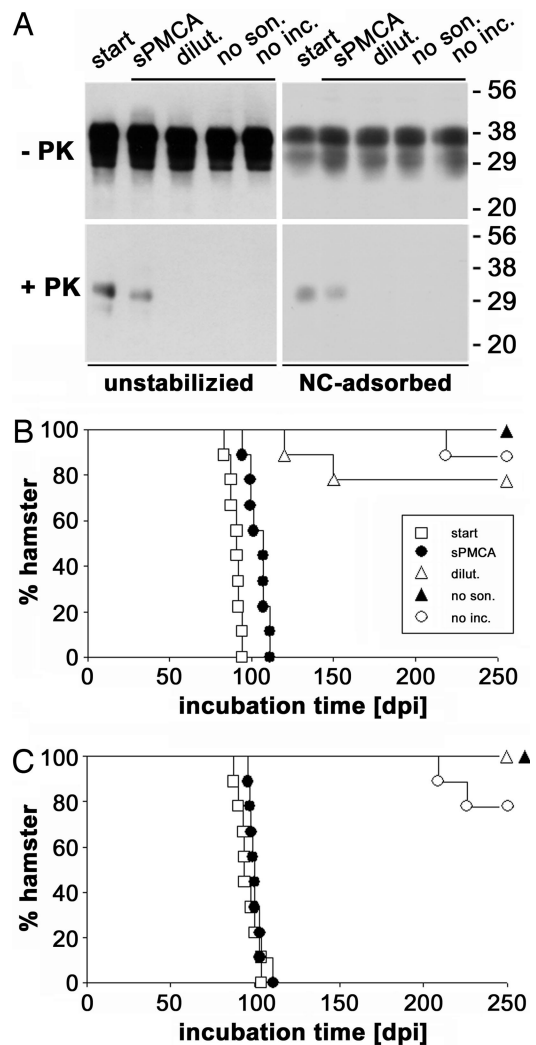 A
start sPMCA dilut. no son. no inc. start sPMCA dilut. no son. no inc.
- PK
- 56
- 38
- 29
- 20
+ PK
- 56
- 38
- 29
- 20
unstabilizied NC-adsorbed
B
100
80
60
40
20
0
% hamster
start
sPMCA
dilut.
no son.
no inc.
0 50 100 150 200 250
incubation time [dpi]
C
100
80
60
40
20
0
% hamster
0 50 100 150 200 250
incubation time [dpi]